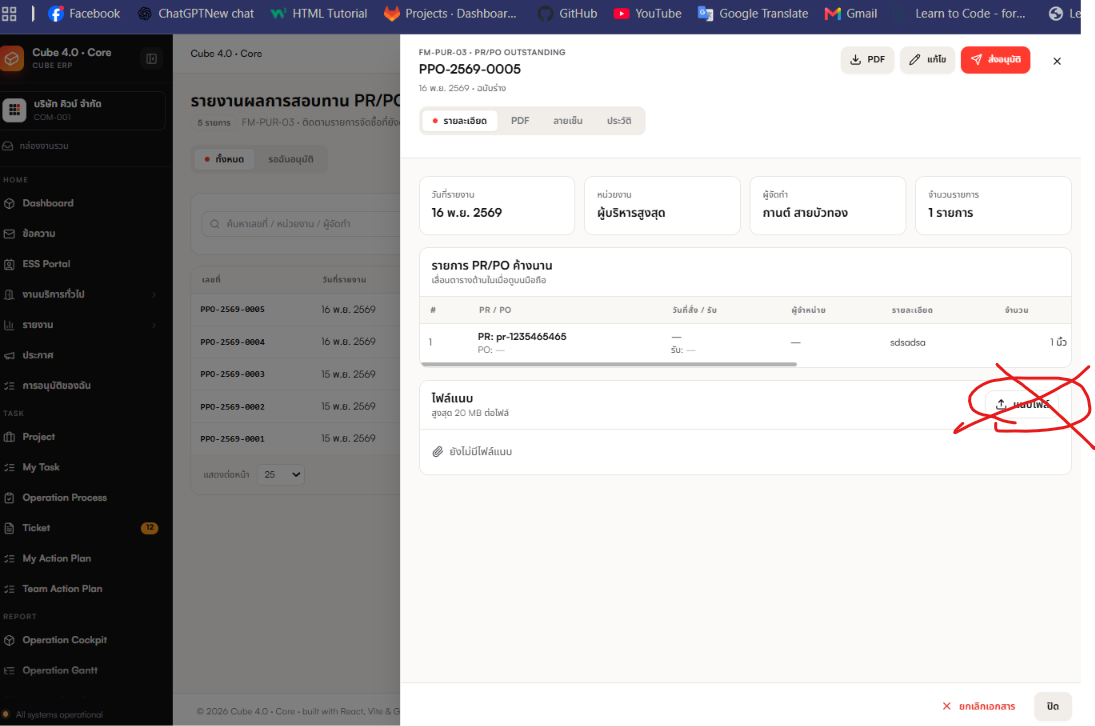 Facebook
ChatGPTNew chat
HTML Tutorial
Projects · Dashboar...
GitHub
YouTube
Google Translate
Gmail
Learn to Code - for...
Le
Cube 4.0 · Core
CUBE ERP
บริษัท คิวบ์ จำกัด
COM-001
กล่องงานรวม
HOME
Dashboard
ข้อความ
ESS Portal
งานบริการทั่วไป
รายงาน
ประกาศ
การอนุมัติของฉัน
TASK
Project
My Task
Operation Process
Ticket
12
My Action Plan
Team Action Plan
REPORT
Operation Cockpit
Operation Gantt
All systems operational
Cube 4.0 · Core
รายงานผลการสอบทาน PR/PO
5 รายการ
FM-PUR-03 · ติดตามรายการจัดซื้อที่ยัง
ทั้งหมด
รอฉันอนุมัติ
ค้นหาเลขที่ / หน่วยงาน / ผู้จัดทำ
เลขที่
วันที่รายงาน
PPO-2569-0005
16 พ.ย. 2569
PPO-2569-0004
16 พ.ย. 2569
PPO-2569-0003
15 พ.ย. 2569
PPO-2569-0002
15 พ.ย. 2569
PPO-2569-0001
15 พ.ย. 2569
แสดงต่อหน้า
25
© 2026 Cube 4.0 · Core · built with React, Vite & G
FM-PUR-03 · PR/PO OUTSTANDING
PPO-2569-0005
16 พ.ย. 2569 · ฉบับร่าง
PDF
แก้ไข
ส่งอนุมัติ
รายละเอียด
PDF
ลายเซ็น
ประวัติ
วันที่รายงาน
16 พ.ย. 2569
หน่วยงาน
ผู้บริหารสูงสุด
ผู้จัดทำ
กานต์ สายบัวทอง
จำนวนรายการ
1 รายการ
รายการ PR/PO ค้างนาน
เลื่อนตารางด้านในเมื่อดูบนมือถือ
#
PR / PO
วันที่สั่ง / รับ
ผู้จำหน่าย
รายละเอียด
จำนวน
1
PR: pr-1235465465
PO: —
—
รับ: —
—
sdsadsa
1 นิ้ว
ไฟล์แนบ
สูงสุด 20 MB ต่อไฟล์
แนบไฟล์
ยังไม่มีไฟล์แนบ
ยกเลิกเอกสาร
ปิด